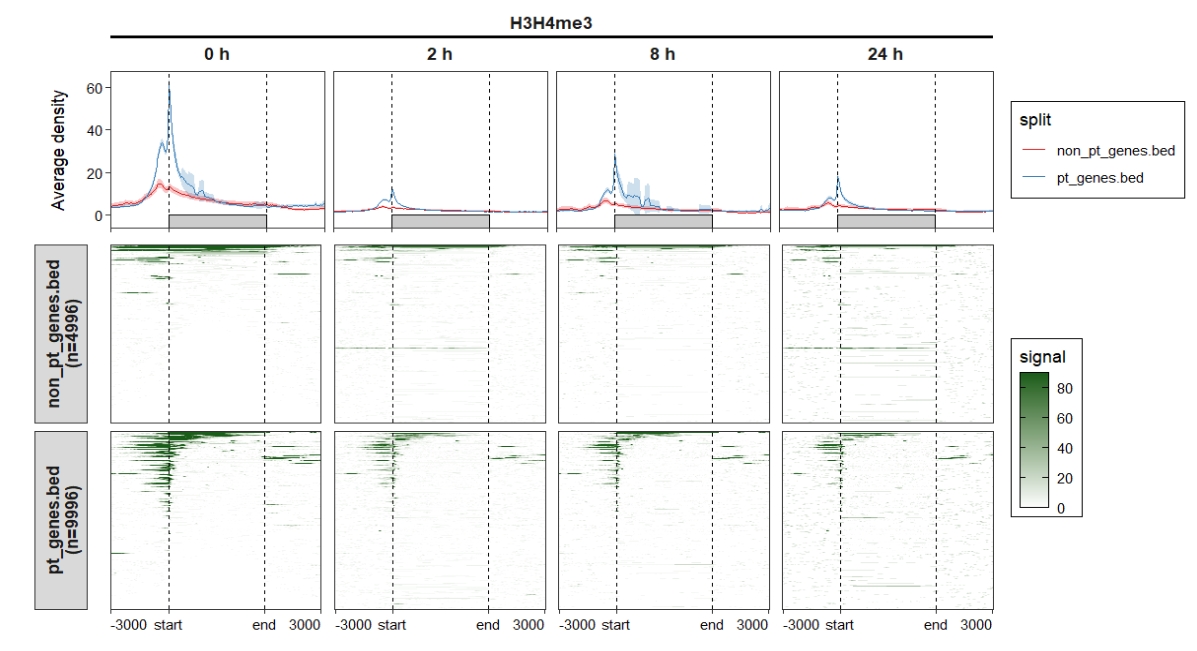 H3H4me3
0 h
2 h
8 h
24 h
Average density
60
40
20
0
split
non_pt_genes.bed
pt_genes.bed
non_pt_genes.bed
(n=4996)
pt_genes.bed
(n=9996)
signal
80
60
40
20
0
-3000 start end 3000
-3000 start end 3000
-3000 start end 3000
-3000 start end 3000